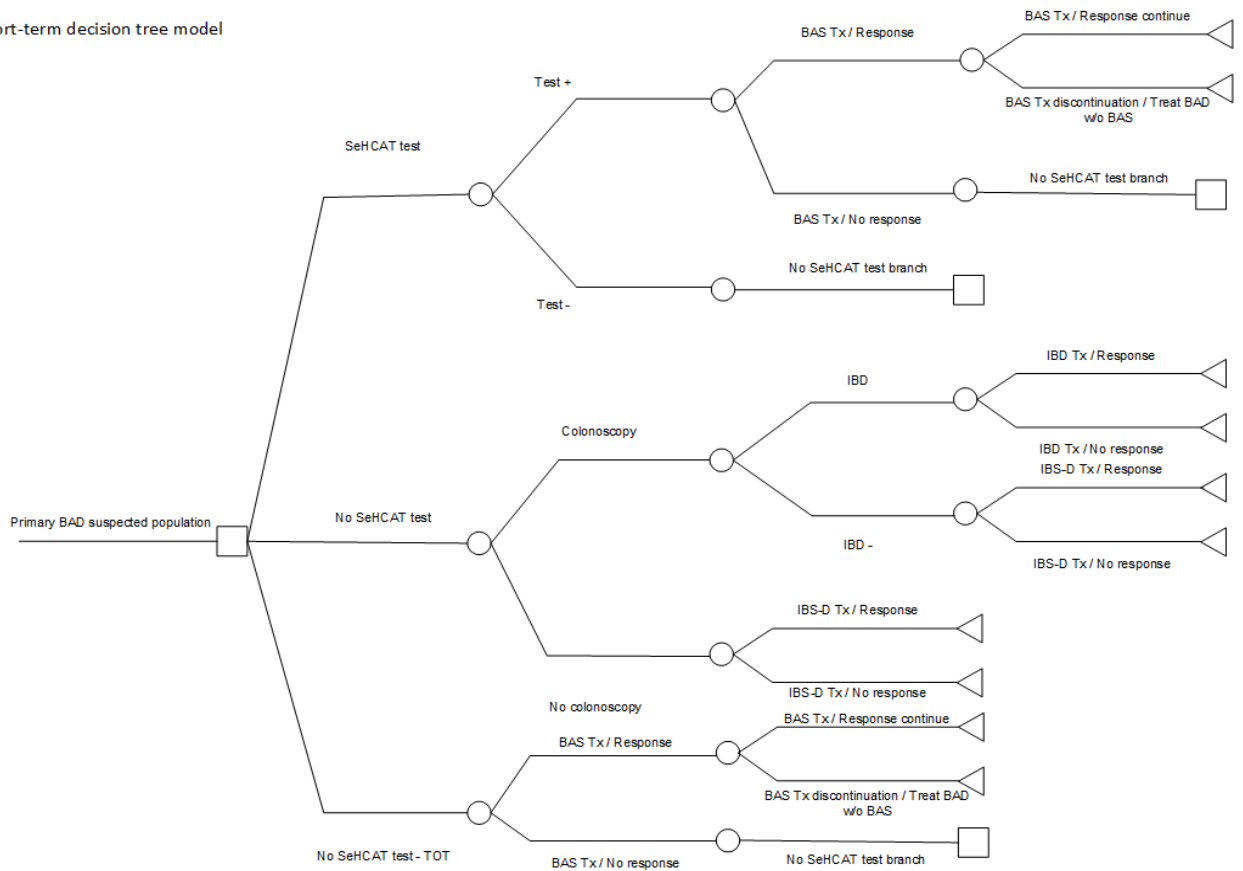 ort-term decision tree model
BAS Tx / Response continue
BAS Tx / Response
Test +
BAS Tx discontinuation / Treat BAD
w/o BAS
SeHCAT test
No SeHCAT test branch
BAS Tx / No response
No SeHCAT test branch
Test -
IBD Tx / Response
IBD
Colonoscopy
IBD Tx / No response
IBS-D Tx / Response
Primary BAD suspected population
No SeHCAT test
IBD -
IBS-D Tx / No response
IBS-D Tx / Response
IBS-D Tx / No response
No colonoscopy
BAS Tx / Response continue
BAS Tx / Response
BAS Tx discontinuation / Treat BAD
w/o BAS
No SeHCAT test - TOT
BAS Tx / No response
No SeHCAT test branch